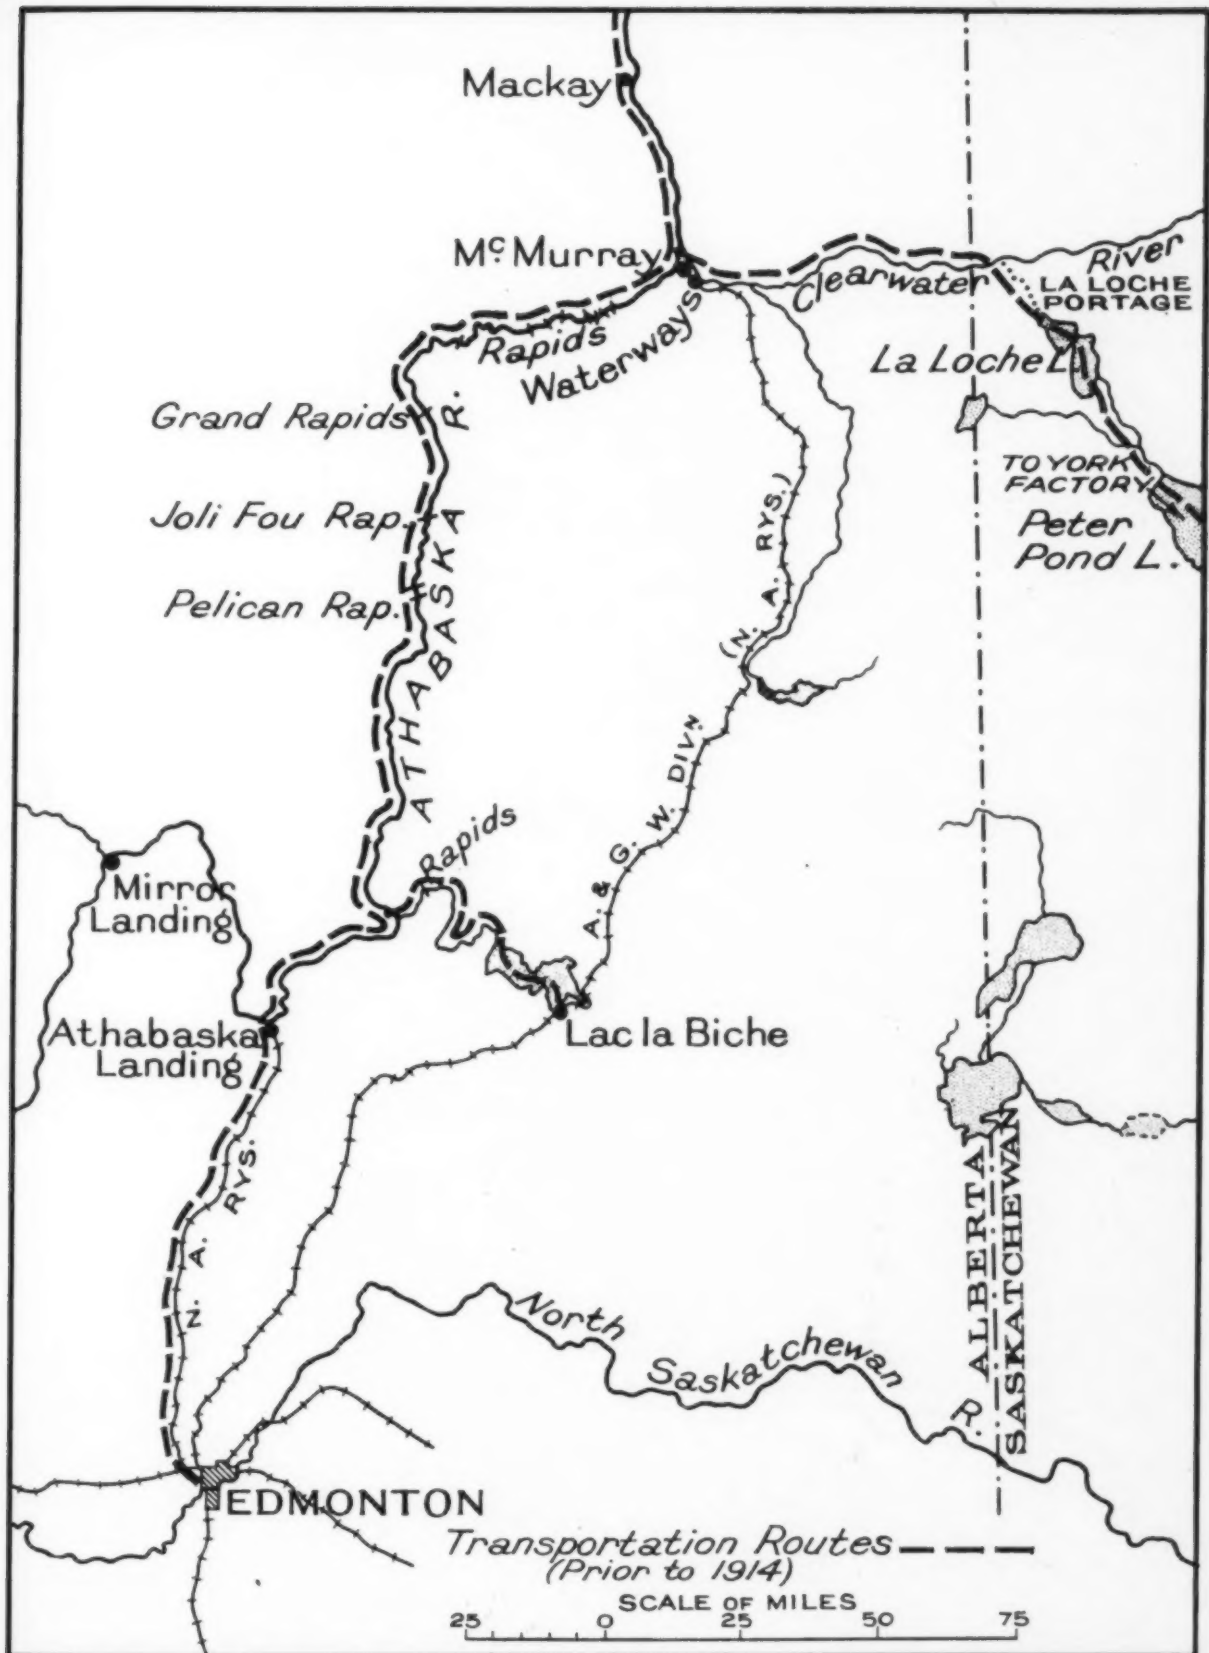 Mackay
Mc. Murray
Clearwater River
LA LOCHE
PORTAGE
Rapids
Waterways
La Loche L.
Grand Rapids
ATHABASKA R.
TO YORK
FACTORY
Joli Fou Rap.
Peter
Pond L.
Pelican Rap.
A. & G. W. DIVN. (N. A. RYS.)
Rapids
Mirror
Landing
Athabaska
Landing
Lac la Biche
N. A. RYS.
ALBERTA
SASKATCHEWAN
North Saskatchewan R.
EDMONTON
Transportation Routes
(Prior to 1914)
SCALE OF MILES
25 0 25 50 75